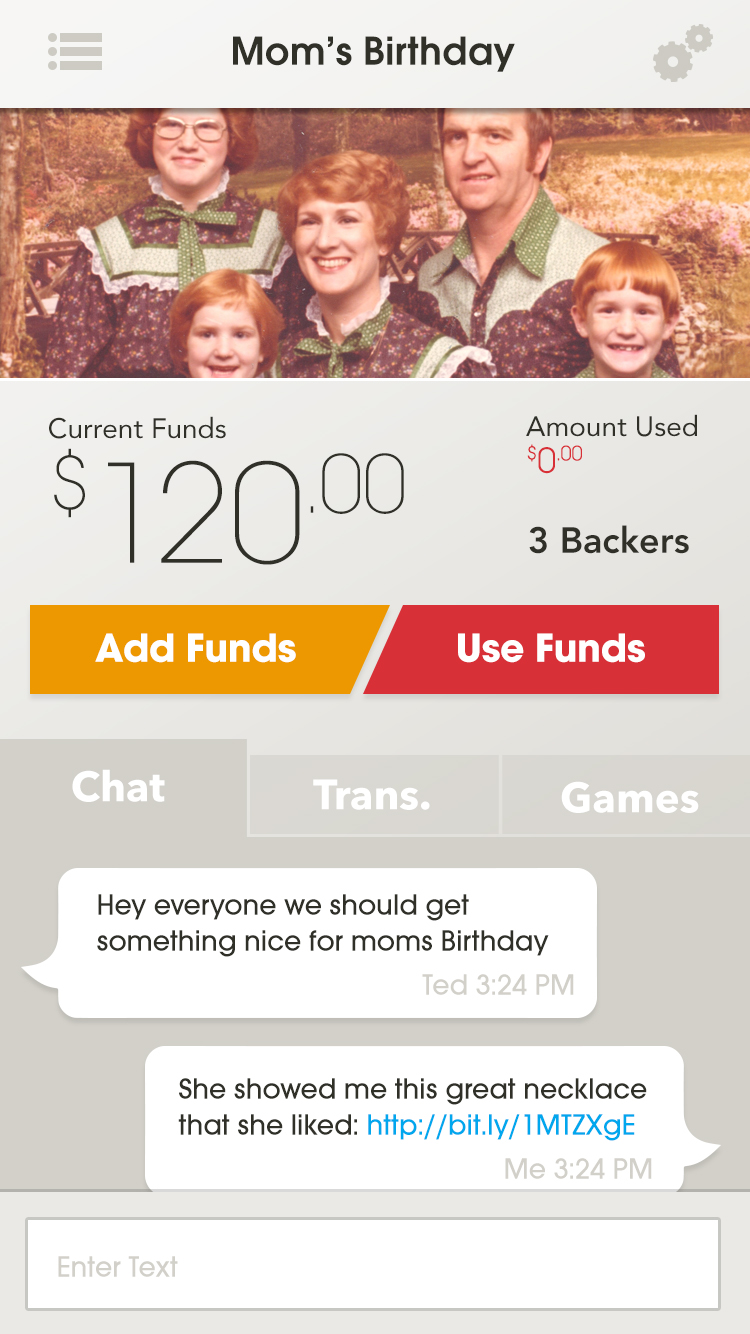 Mom’s Birthday
Current Funds
$120.00
Amount Used
$0.00
3 Backers
Add Funds
Use Funds
Chat
Trans.
Games
Hey everyone we should get
something nice for moms Birthday
Ted 3:24 PM
She showed me this great necklace
that she liked: http://bit.ly/1MTZXgE
Me 3:24 PM
Enter Text